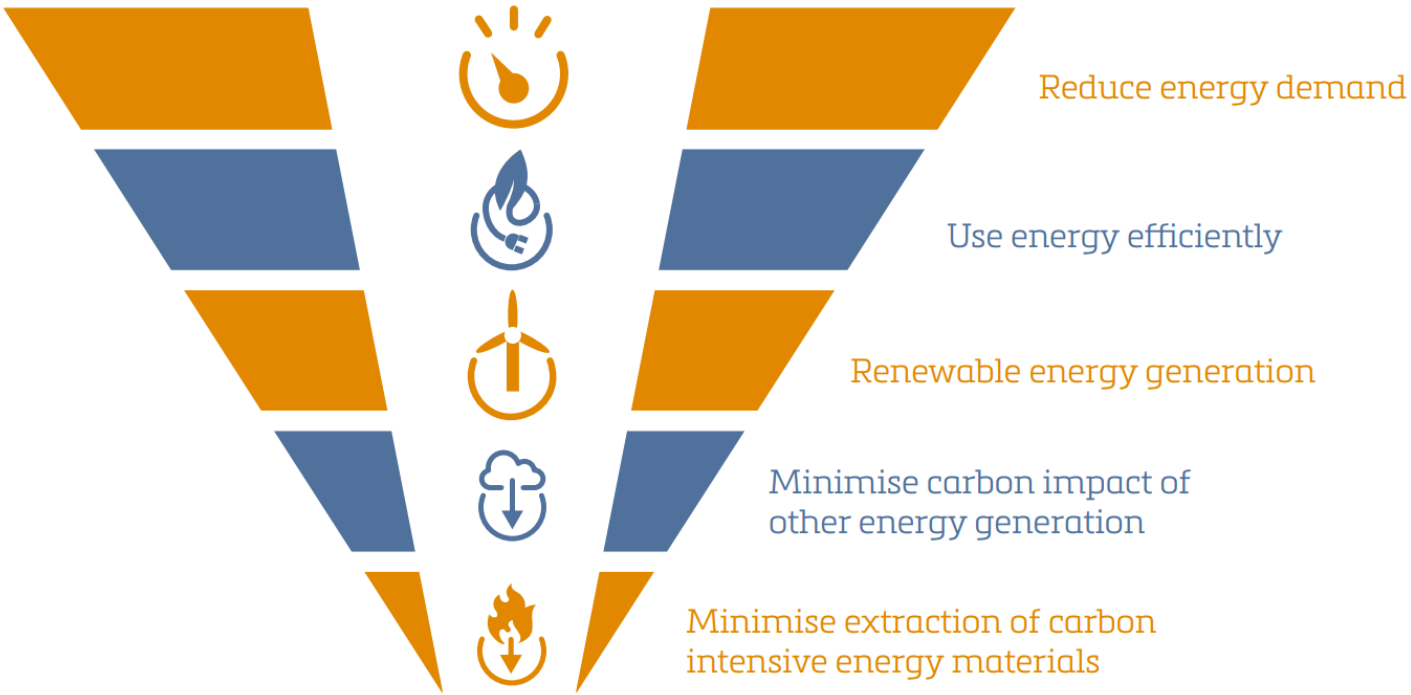 Reduce energy demand
Use energy efficiently
Renewable energy generation
Minimise carbon impact of
other energy generation
Minimise extraction of carbon
intensive energy materials